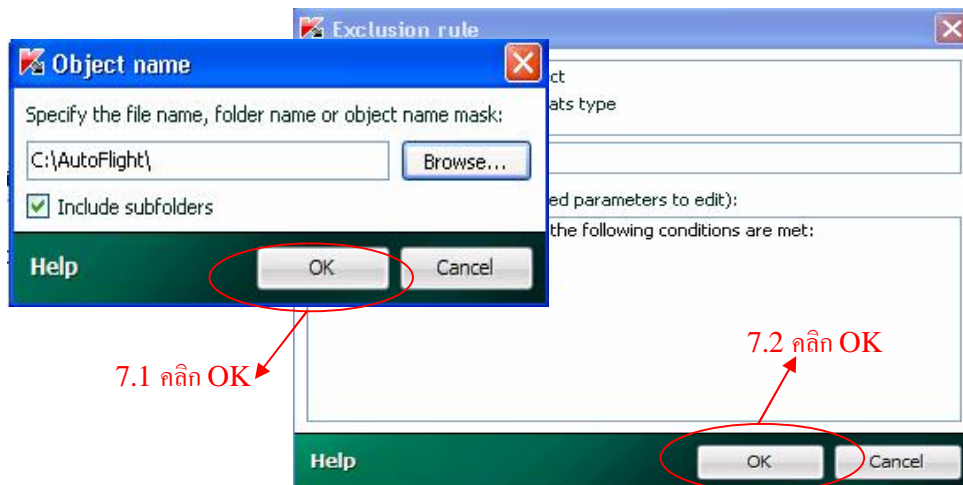 Exclusion rule
Object name
Specify the file name, folder name or object name mask:
C:\AutoFlight\
Browse...
Include subfolders
Help
OK
Cancel
ct
ats type
ed parameters to edit):
the following conditions are met:
7.1 คลิก OK
7.2 คลิก OK
Help
OK
Cancel